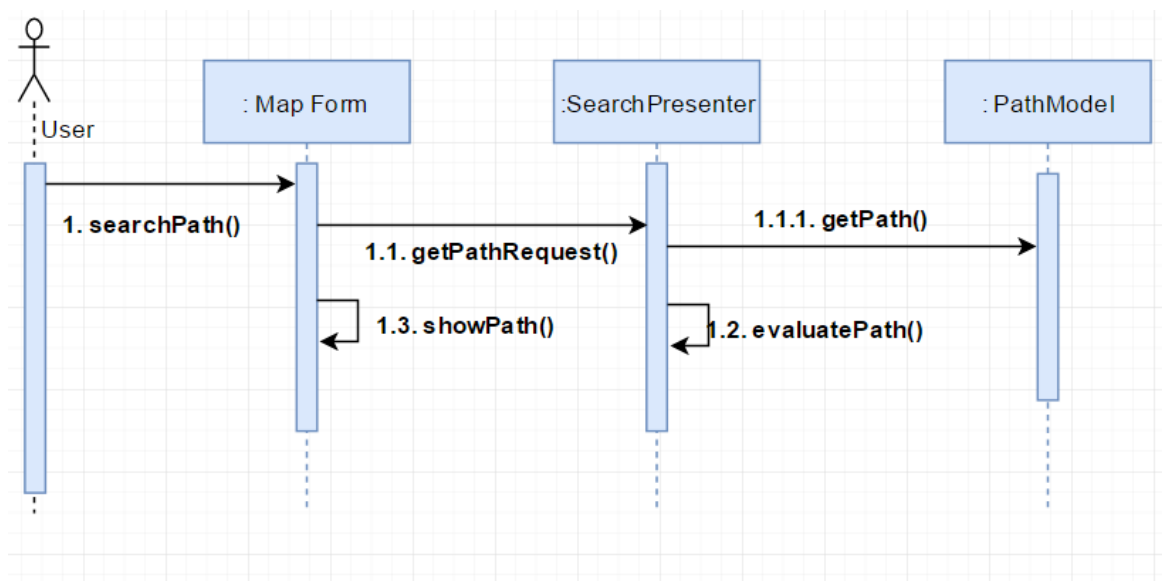 : Map Form
:SearchPresenter
: PathModel
User
1. searchPath()
1.1. getPathRequest()
1.1.1. getPath()
1.3. showPath()
1.2. evaluatePath()